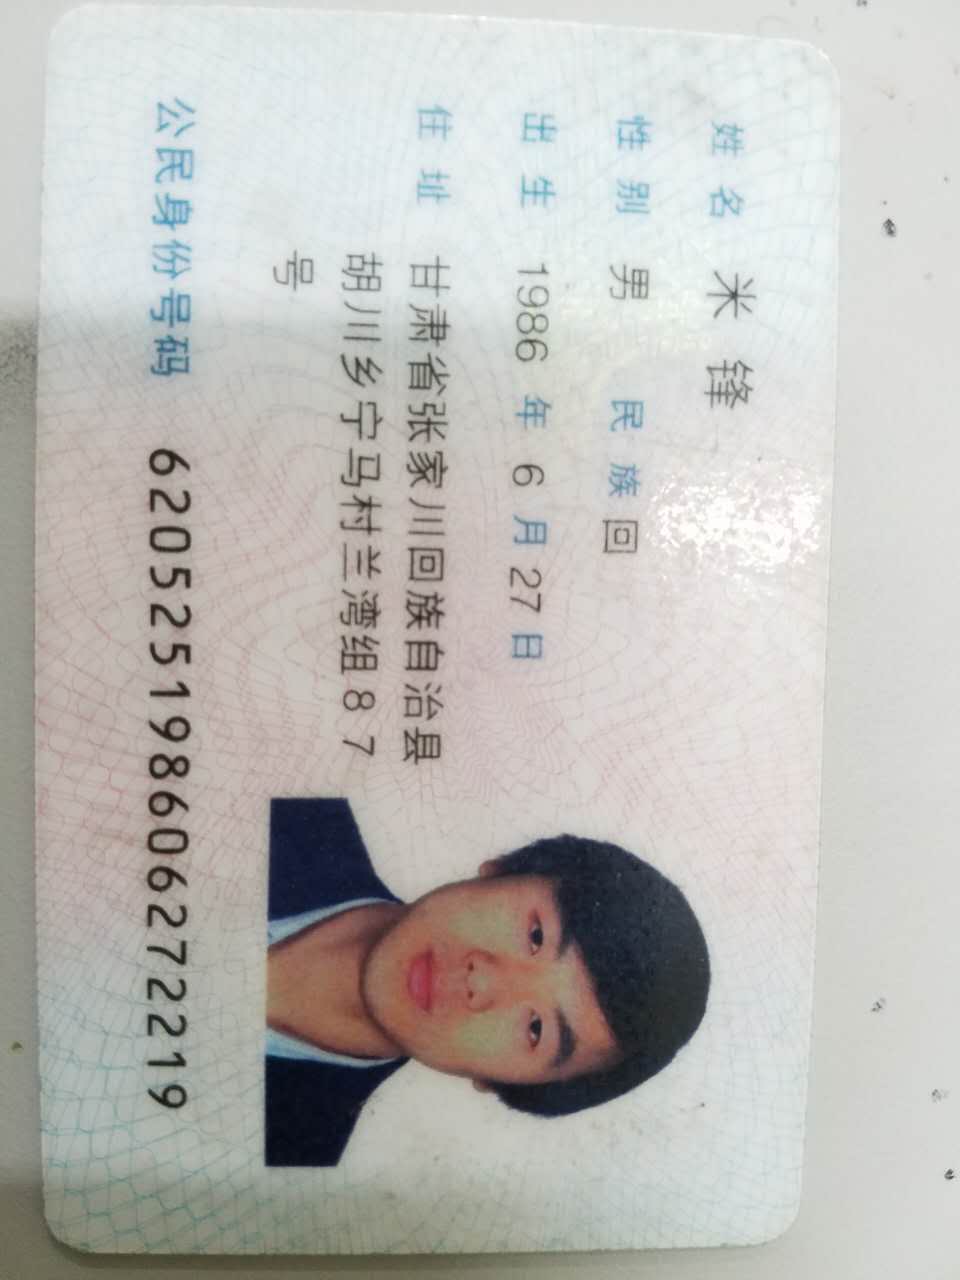 姓名 米锋
性别 男 民族 回
出生 1986 年 6 月 27 日
住址 甘肃省张家川回族自治县
胡川乡宁马村兰湾组87
号
公民身份号码 620525198606272219